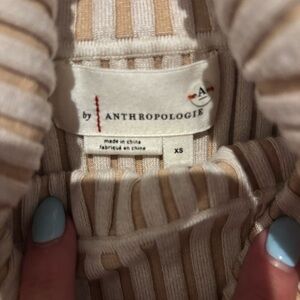 A
by ANTHROPOLOGIE
made in china
fabriqué en chine
XS